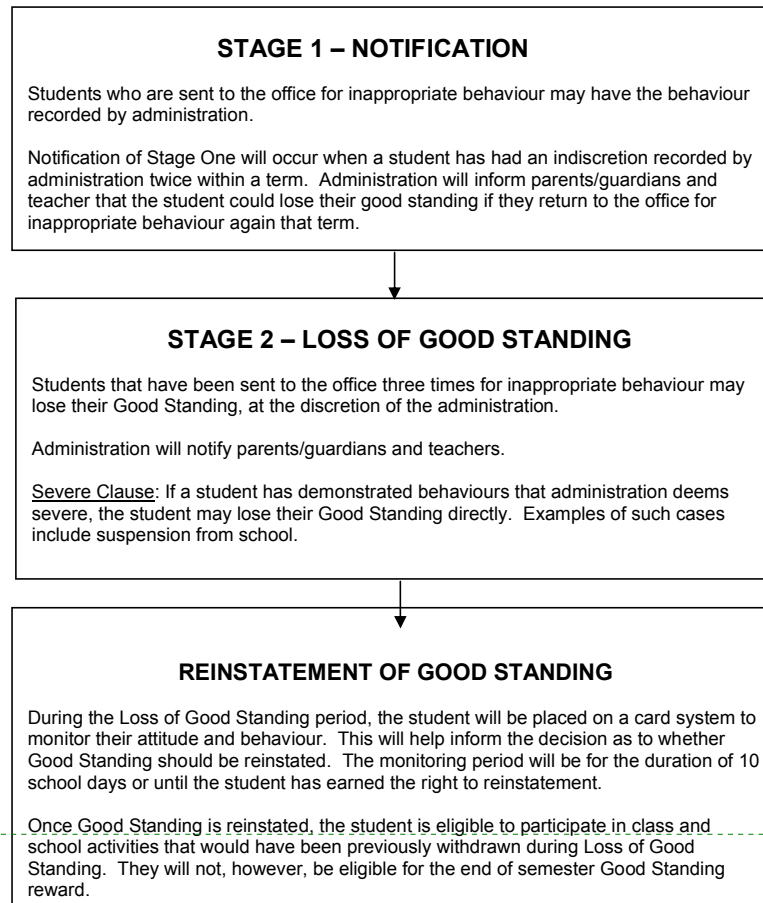 STAGE 1 – NOTIFICATION
Students who are sent to the office for inappropriate behaviour may have the behaviour
recorded by administration.
Notification of Stage One will occur when a student has had an indiscretion recorded by
administration twice within a term.  Administration will inform parents/guardians and
teacher that the student could lose their good standing if they return to the office for
inappropriate behaviour again that term.
STAGE 2 – LOSS OF GOOD STANDING
Students that have been sent to the office three times for inappropriate behaviour may
lose their Good Standing, at the discretion of the administration.
Administration will notify parents/guardians and teachers.
Severe Clause: If a student has demonstrated behaviours that administration deems
severe, the student may lose their Good Standing directly.  Examples of such cases
include suspension from school.
REINSTATEMENT OF GOOD STANDING
During the Loss of Good Standing period, the student will be placed on a card system to
monitor their attitude and behaviour.  This will help inform the decision as to whether
Good Standing should be reinstated.  The monitoring period will be for the duration of 10
school days or until the student has earned the right to reinstatement.
Once Good Standing is reinstated, the student is eligible to participate in class and
school activities that would have been previously withdrawn during Loss of Good
Standing.  They will not, however, be eligible for the end of semester Good Standing
reward.